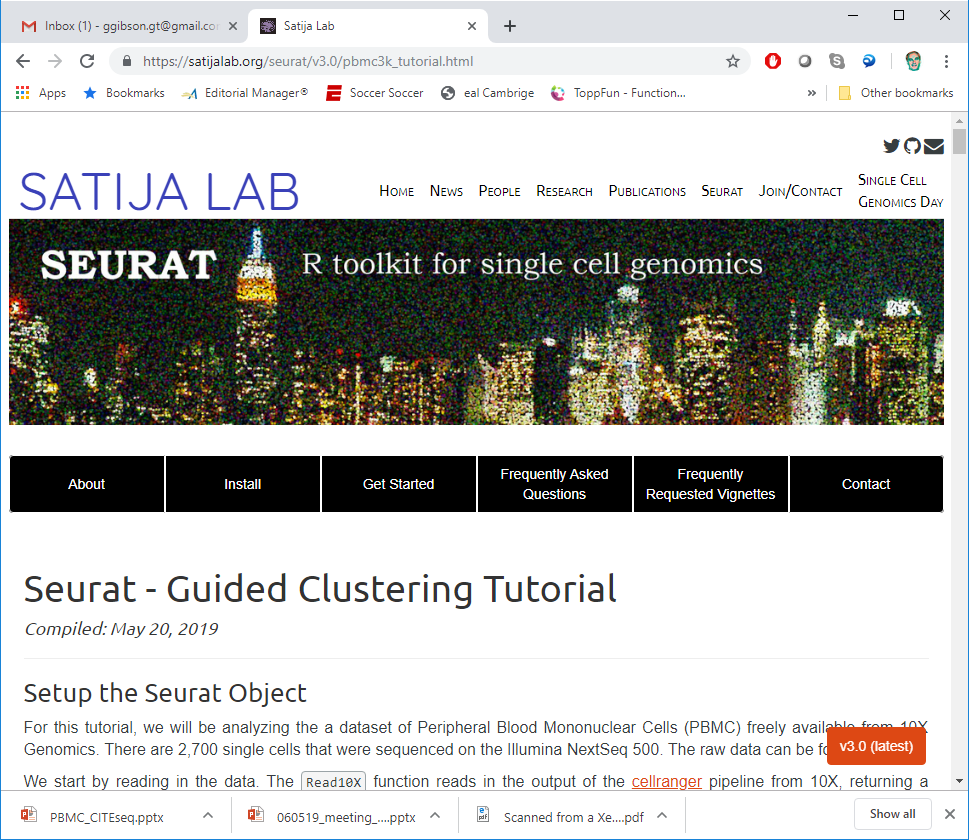 Inbox (1) - ggibson.gt@gmail.co
Satija Lab
https://satijalab.org/seurat/v3.0/pbmc3k_tutorial.html
Apps Bookmarks Editorial Manager® Soccer Soccer eal Cambrige ToppFun - Function... » Other bookmarks
SATIJA LAB
Home News People Research Publications Seurat Join/Contact Single Cell
Genomics Day
SEURAT R toolkit for single cell genomics
About Install Get Started Frequently Asked
Questions Frequently
Requested Vignettes Contact
Seurat - Guided Clustering Tutorial
Compiled: May 20, 2019
Setup the Seurat Object
For this tutorial, we will be analyzing the a dataset of Peripheral Blood Mononuclear Cells (PBMC) freely available from 10X
Genomics. There are 2,700 single cells that were sequenced on the Illumina NextSeq 500. The raw data can be fo
v3.0 (latest)
We start by reading in the data. The Read10X function reads in the output of the cellranger pipeline from 10X, returning a
PBMC_CITEseq.pptx 060519_meeting_....pptx Scanned from a Xe....pdf Show all